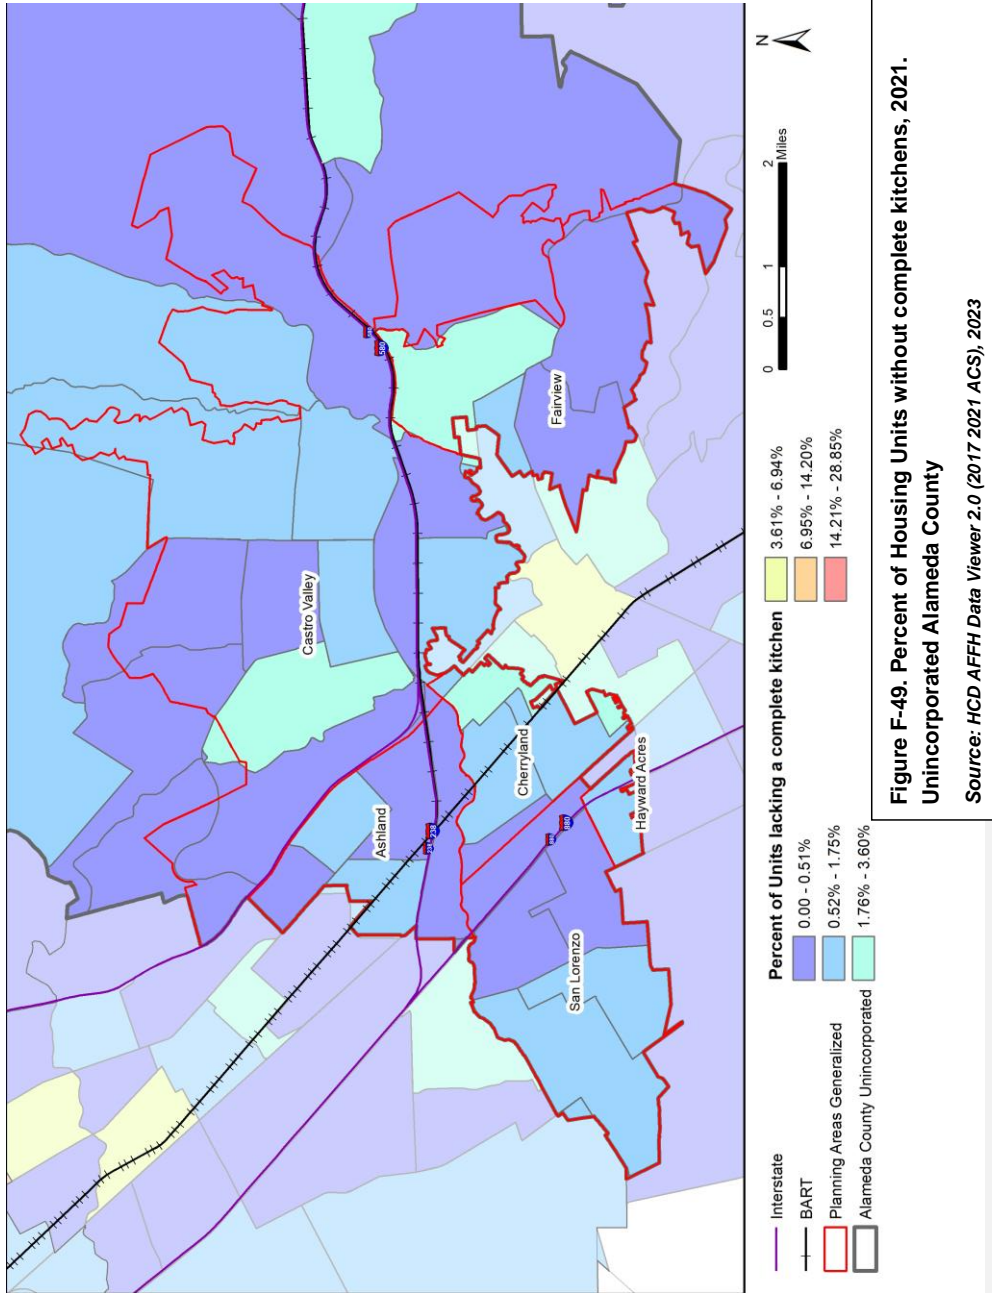 Castro Valley
Ashland
Cherryland
Fairview
San Lorenzo
Hayward Acres
580
238
880
N
0 0.5 1 2
Miles
Interstate
BART
Planning Areas Generalized
Alameda County Unincorporated
Percent of Units lacking a complete kitchen
0.00 - 0.51%
0.52% - 1.75%
1.76% - 3.60%
3.61% - 6.94%
6.95% - 14.20%
14.21% - 28.85%
Figure F-49. Percent of Housing Units without complete kitchens, 2021.
Unincorporated Alameda County
Source: HCD AFFH Data Viewer 2.0 (2017 2021 ACS), 2023